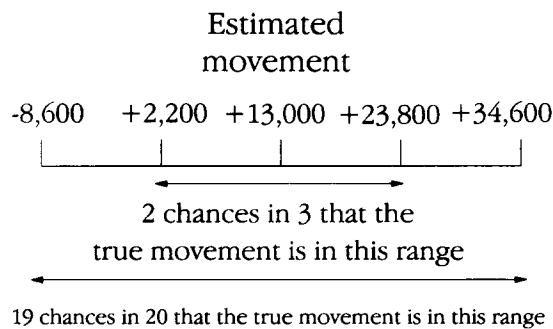 Estimated
movement
-8,600 +2,200 +13,000 +23,800 +34,600
2 chances in 3 that the
true movement is in this range
19 chances in 20 that the true movement is in this range